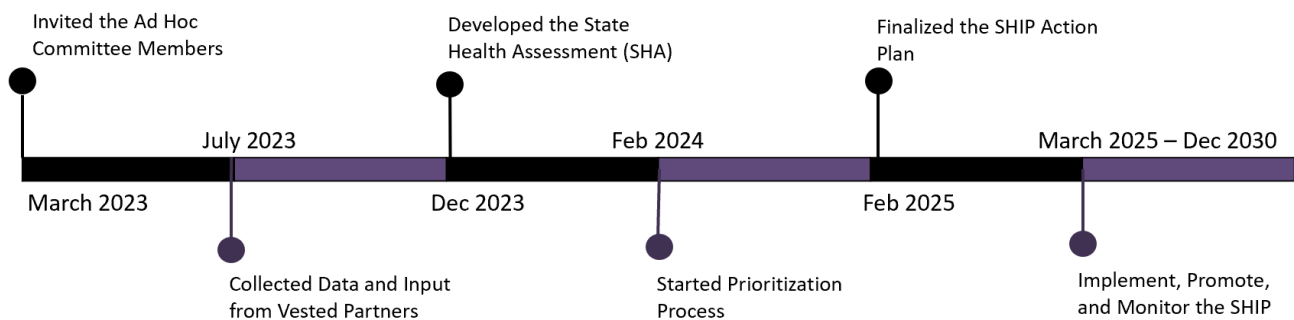 Invited the Ad Hoc
Committee Members
Developed the State
Health Assessment (SHA)
Finalized the SHIP Action
Plan
July 2023
Feb 2024
March 2025 – Dec 2030
March 2023
Dec 2023
Feb 2025
Collected Data and Input
from Vested Partners
Started Prioritization
Process
Implement, Promote,
and Monitor the SHIP